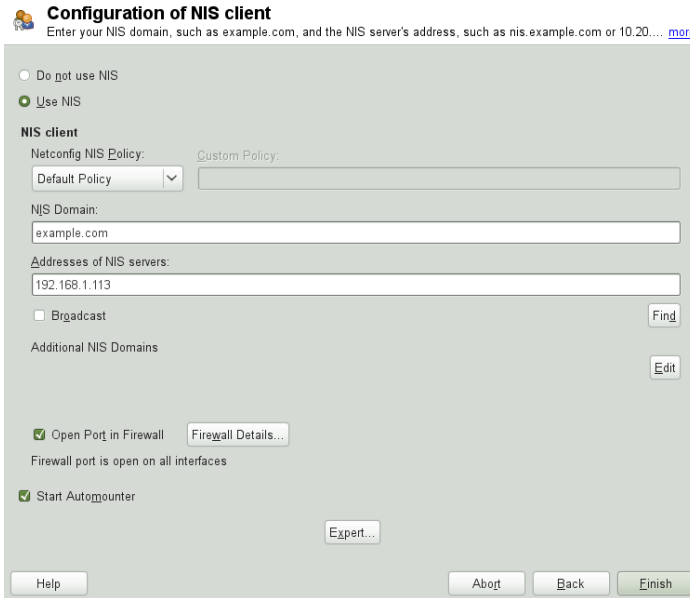 Configuration of NIS client
Enter your NIS domain, such as example.com, and the NIS server's address, such as nis.example.com or 10.20.... mor
Do not use NIS
Use NIS
NIS client
Netconfig NIS Policy:
Custom Policy:
Default Policy
NIS Domain:
example.com
Addresses of NIS servers:
192.168.1.113
Broadcast
Find
Additional NIS Domains
Edit
Open Port in Firewall
Firewall Details...
Firewall port is open on all interfaces
Start Automounter
Expert...
Help
Abort
Back
Finish